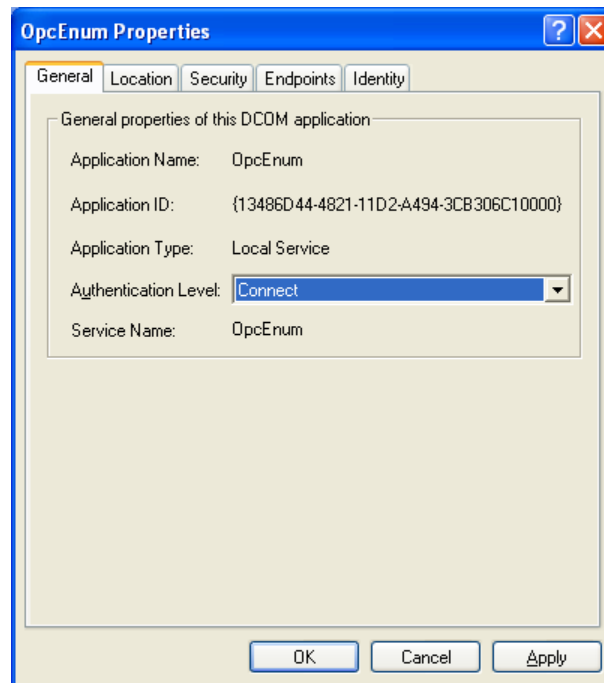 OpcEnum Properties
General Location Security Endpoints Identity
General properties of this DCOM application
Application Name: OpcEnum
Application ID: {13486D44-4821-11D2-A494-3CB306C10000}
Application Type: Local Service
Authentication Level: Connect
Service Name: OpcEnum
OK Cancel Apply